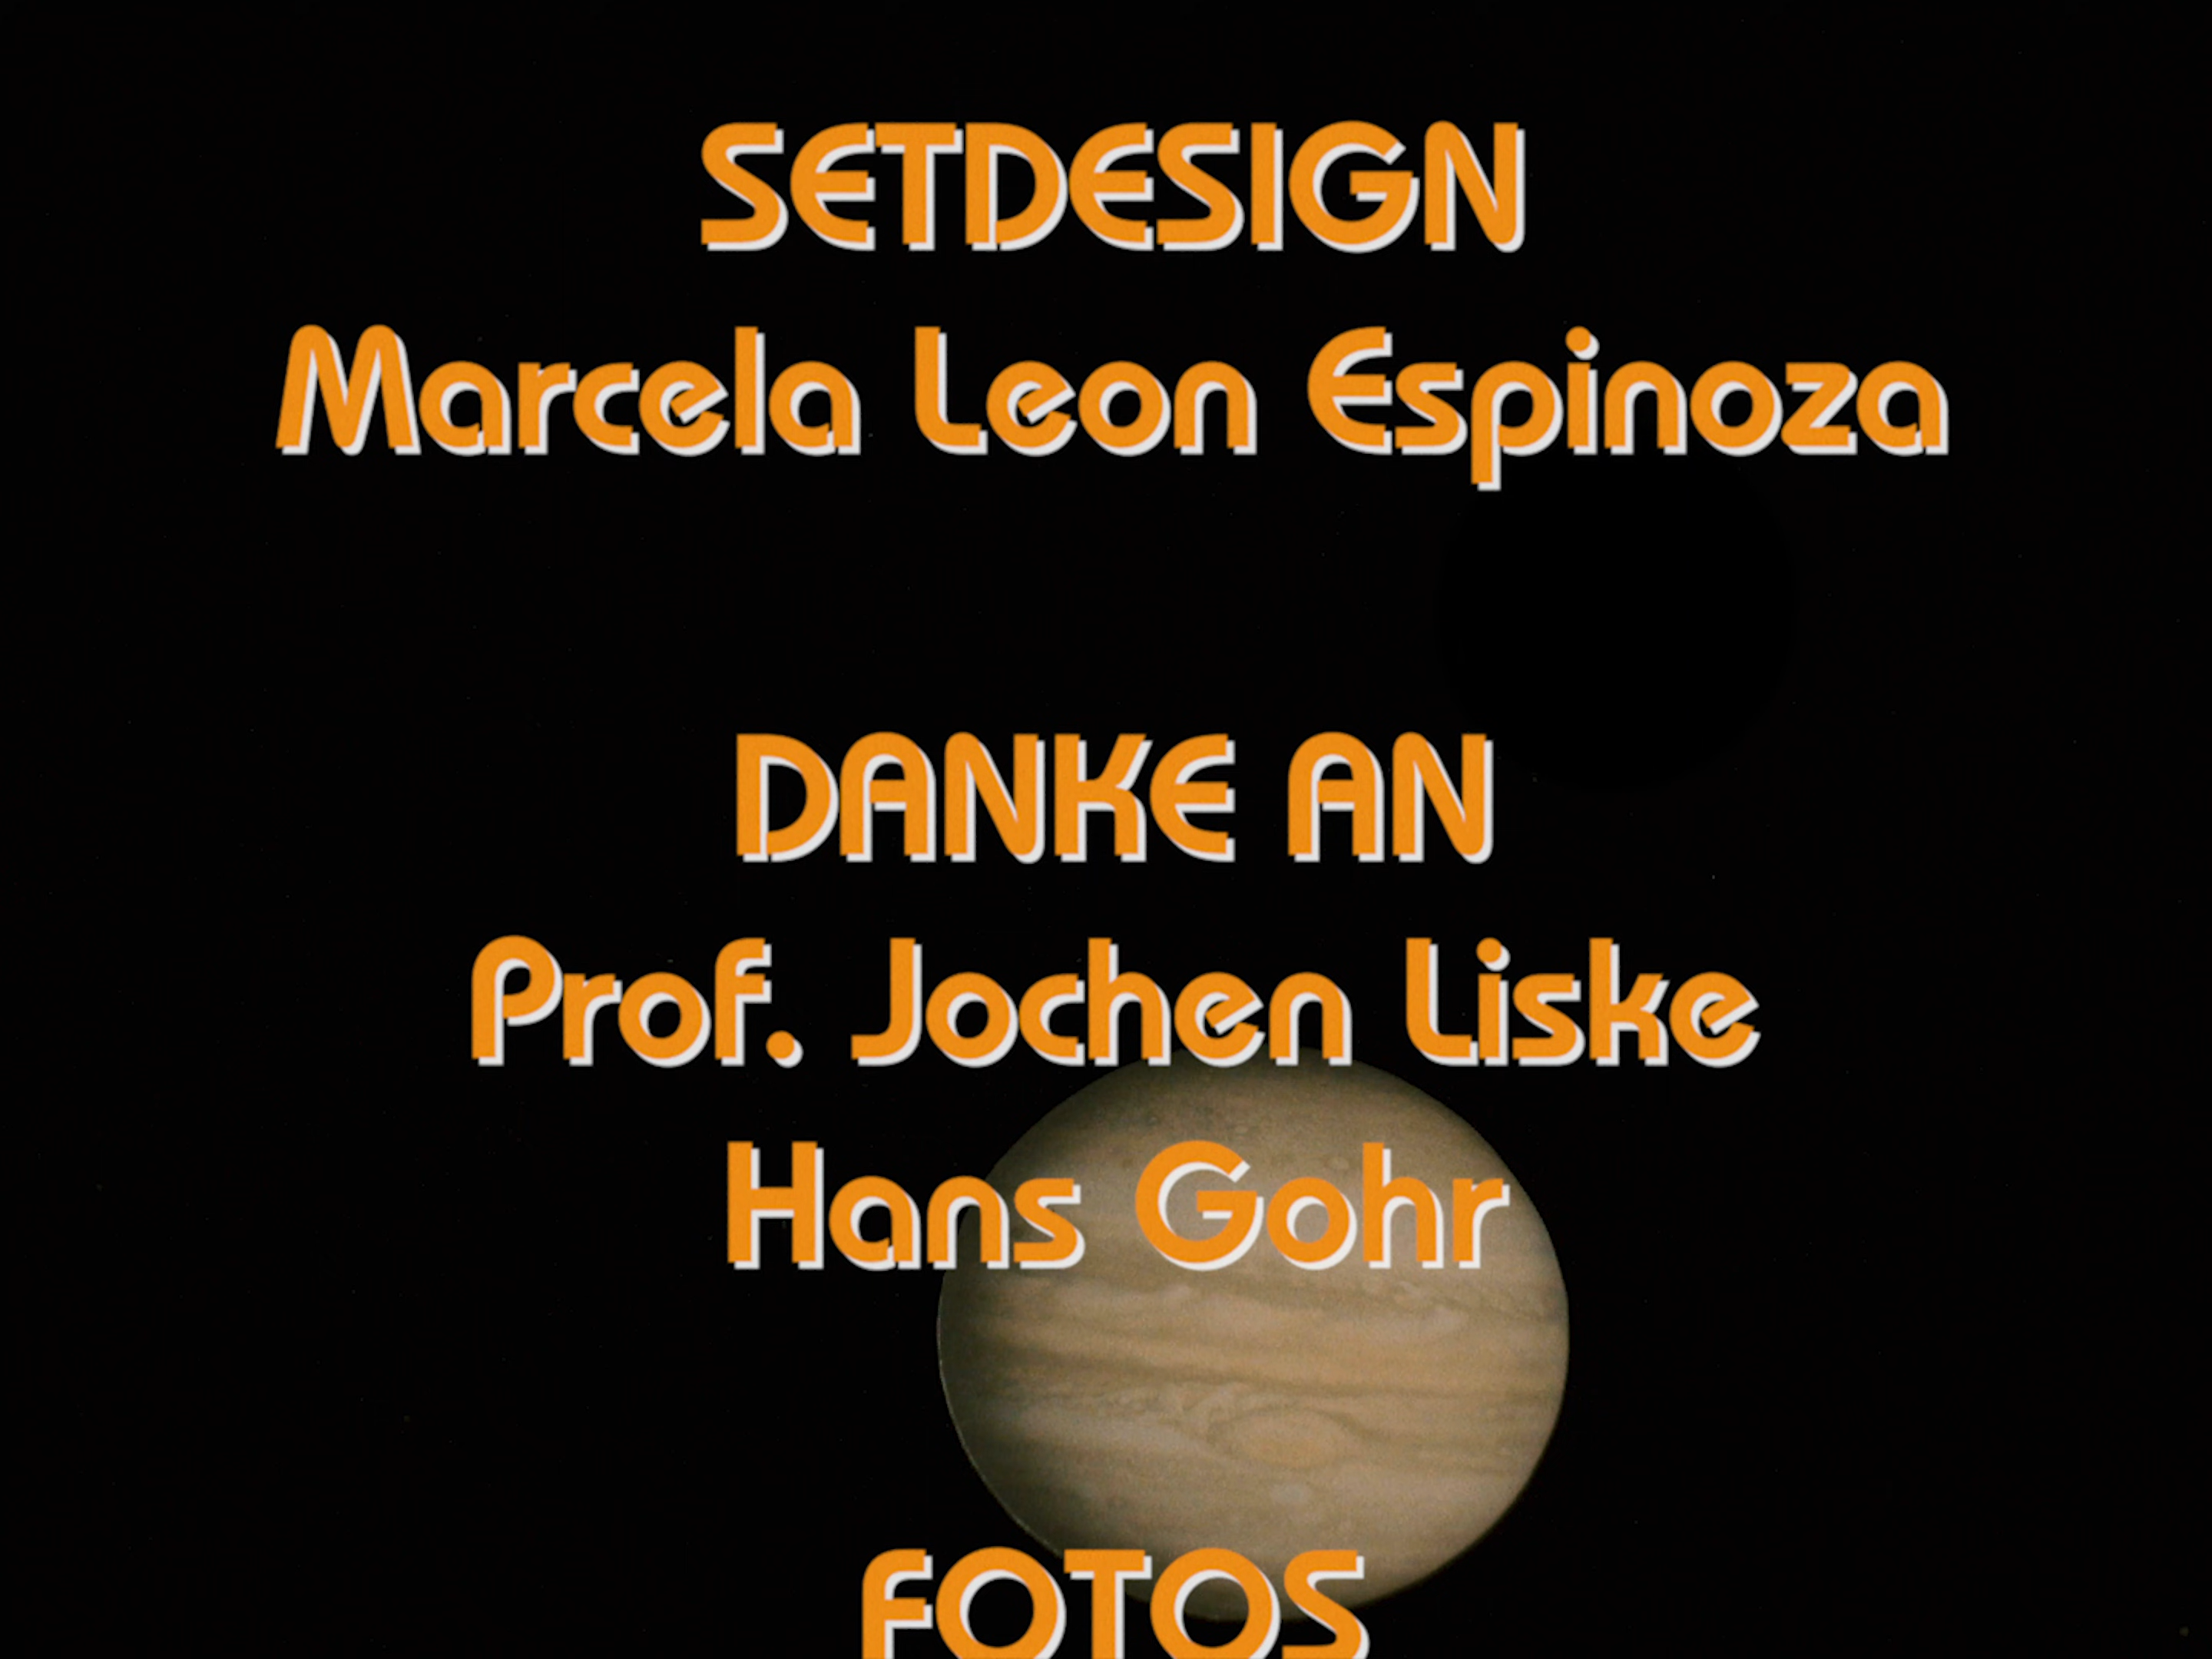 SETDESIGN
Marcela Leon Espinoza
DANKE AN
Prof. Jochen Liske
Hans Gohr
FOTOS